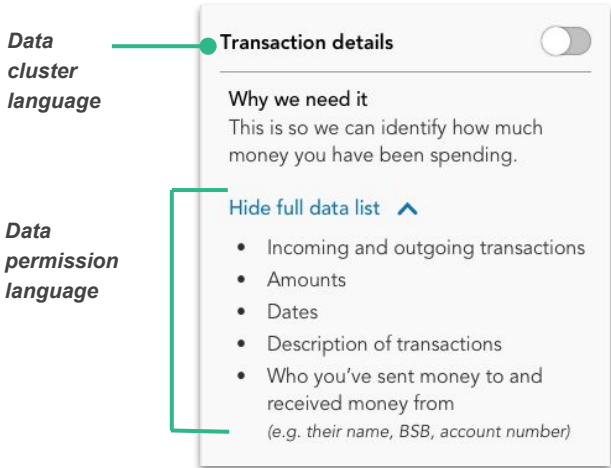 Data
cluster
language
Transaction details
Why we need it
This is so we can identify how much
money you have been spending.
Data
permission
language
Hide full data list
• Incoming and outgoing transactions
• Amounts
• Dates
• Description of transactions
• Who you've sent money to and
received money from
(e.g. their name, BSB, account number)